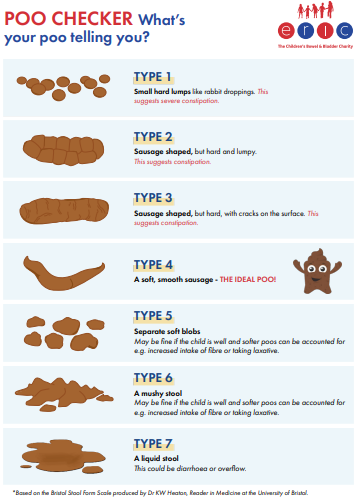 POO CHECKER What's
your poo telling you?
eric
The Children's Bowel & Bladder Charity
TYPE 1
Small hard lumps like rabbit droppings. This
suggests severe constipation.
TYPE 2
Sausage shaped, but hard and lumpy.
This suggests constipation.
TYPE 3
Sausage shaped, but hard, with cracks on the surface. This
suggests constipation.
TYPE 4
A soft, smooth sausage - THE IDEAL POO!
TYPE 5
Separate soft blobs
May be fine if the child is well and softer poos can be accounted for
e.g. increased intake of fibre or taking laxative.
TYPE 6
A mushy stool
May be fine if the child is well and softer poos can be accounted for
e.g. increased intake of fibre or taking laxative.
TYPE 7
A liquid stool
This could be diarrhoea or overflow.
*Based on the Bristol Stool Form Scale produced by Dr KW Heaton, Reader in Medicine at the University of Bristol.